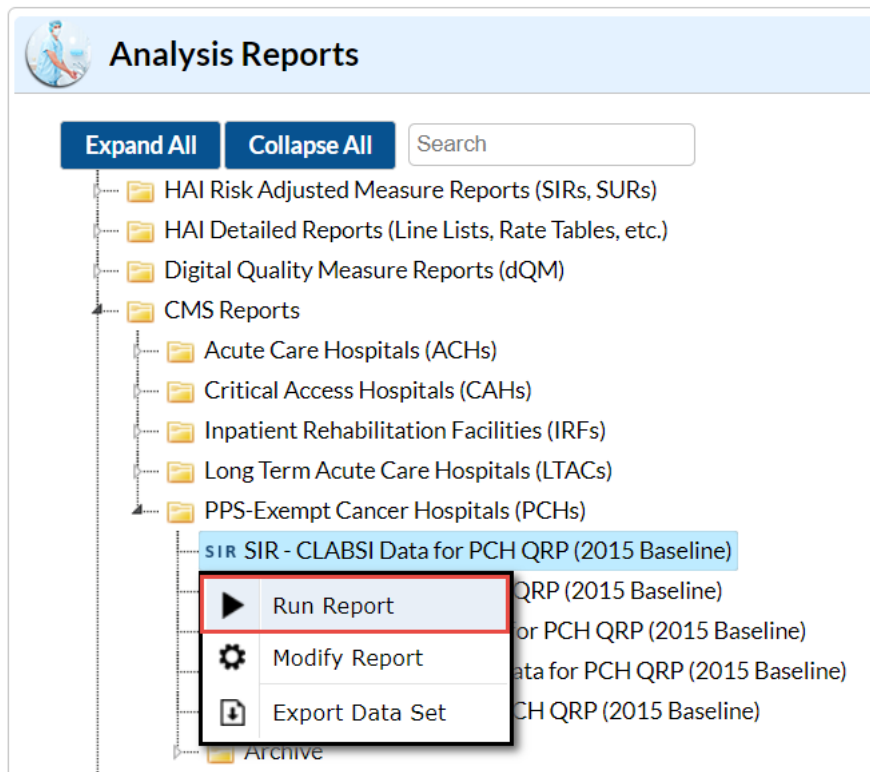 Analysis Reports
Expand All Collapse All Search
HAI Risk Adjusted Measure Reports (SIRs, SURs)
HAI Detailed Reports (Line Lists, Rate Tables, etc.)
Digital Quality Measure Reports (dQM)
CMS Reports
Acute Care Hospitals (ACHs)
Critical Access Hospitals (CAHs)
Inpatient Rehabilitation Facilities (IRFs)
Long Term Acute Care Hospitals (LTACs)
PPS-Exempt Cancer Hospitals (PCHs)
SIR SIR - CLABSI Data for PCH QRP (2015 Baseline)
QRP (2015 Baseline)
Run Report
for PCH QRP (2015 Baseline)
Modify Report
ata for PCH QRP (2015 Baseline)
Export Data Set
PCH QRP (2015 Baseline)
Archive